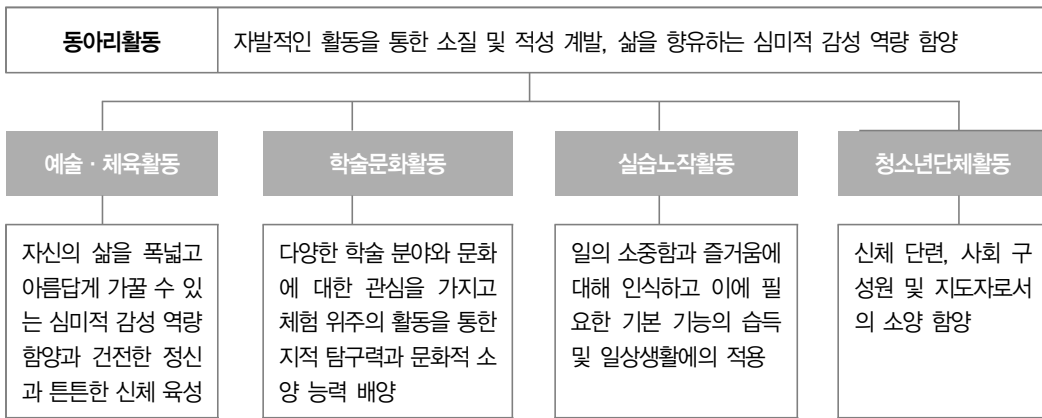 동아리활동
자발적인 활동을 통한 소질 및 적성 계발, 삶을 향유하는 심미적 감성 역량 함양
예술·체육활동
학술문화활동
실습노작활동
청소년단체활동
자신의 삶을 폭넓고
아름답게 가꿀 수 있
는 심미적 감성 역량
함양과 건전한 정신
과 튼튼한 신체 육성
다양한 학술 분야와 문화
에 대한 관심을 가지고
체험 위주의 활동을 통한
지적 탐구력과 문화적 소
양 능력 배양
일의 소중함과 즐거움에
대해 인식하고 이에 필
요한 기본 기능의 습득
및 일상생활에의 적용
신체 단련, 사회 구
성원 및 지도자로서
의 소양 함양